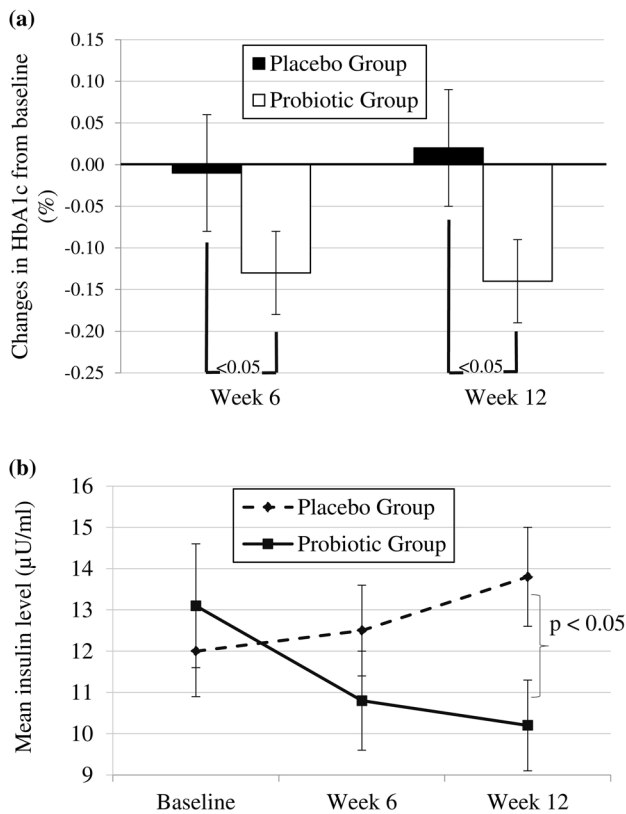 (a)
0.15
0.10
0.05
0.00
-0.05
-0.10
-0.15
-0.20
-0.25
Changes in HbA1c from baseline
(%)
Placebo Group
Probiotic Group
<0.05
<0.05
Week 6
Week 12
(b)
16
15
14
13
12
11
10
9
Mean insulin level (µU/ml)
Placebo Group
Probiotic Group
p < 0.05
Baseline
Week 6
Week 12